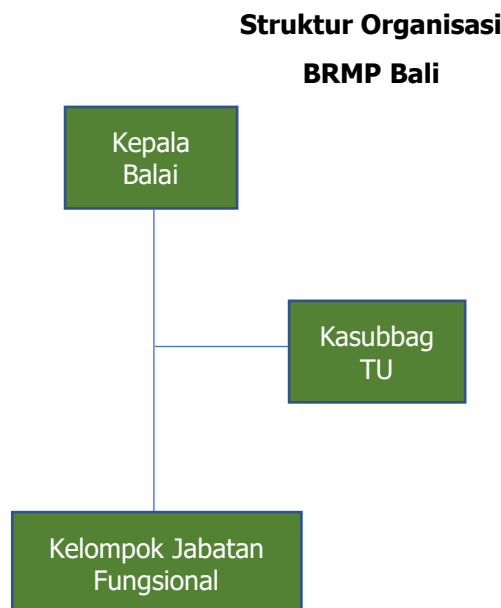 Struktur Organisasi
BRMP Bali
Kepala
Balai
Kasubbag
TU
Kelompok Jabatan
Fungsional